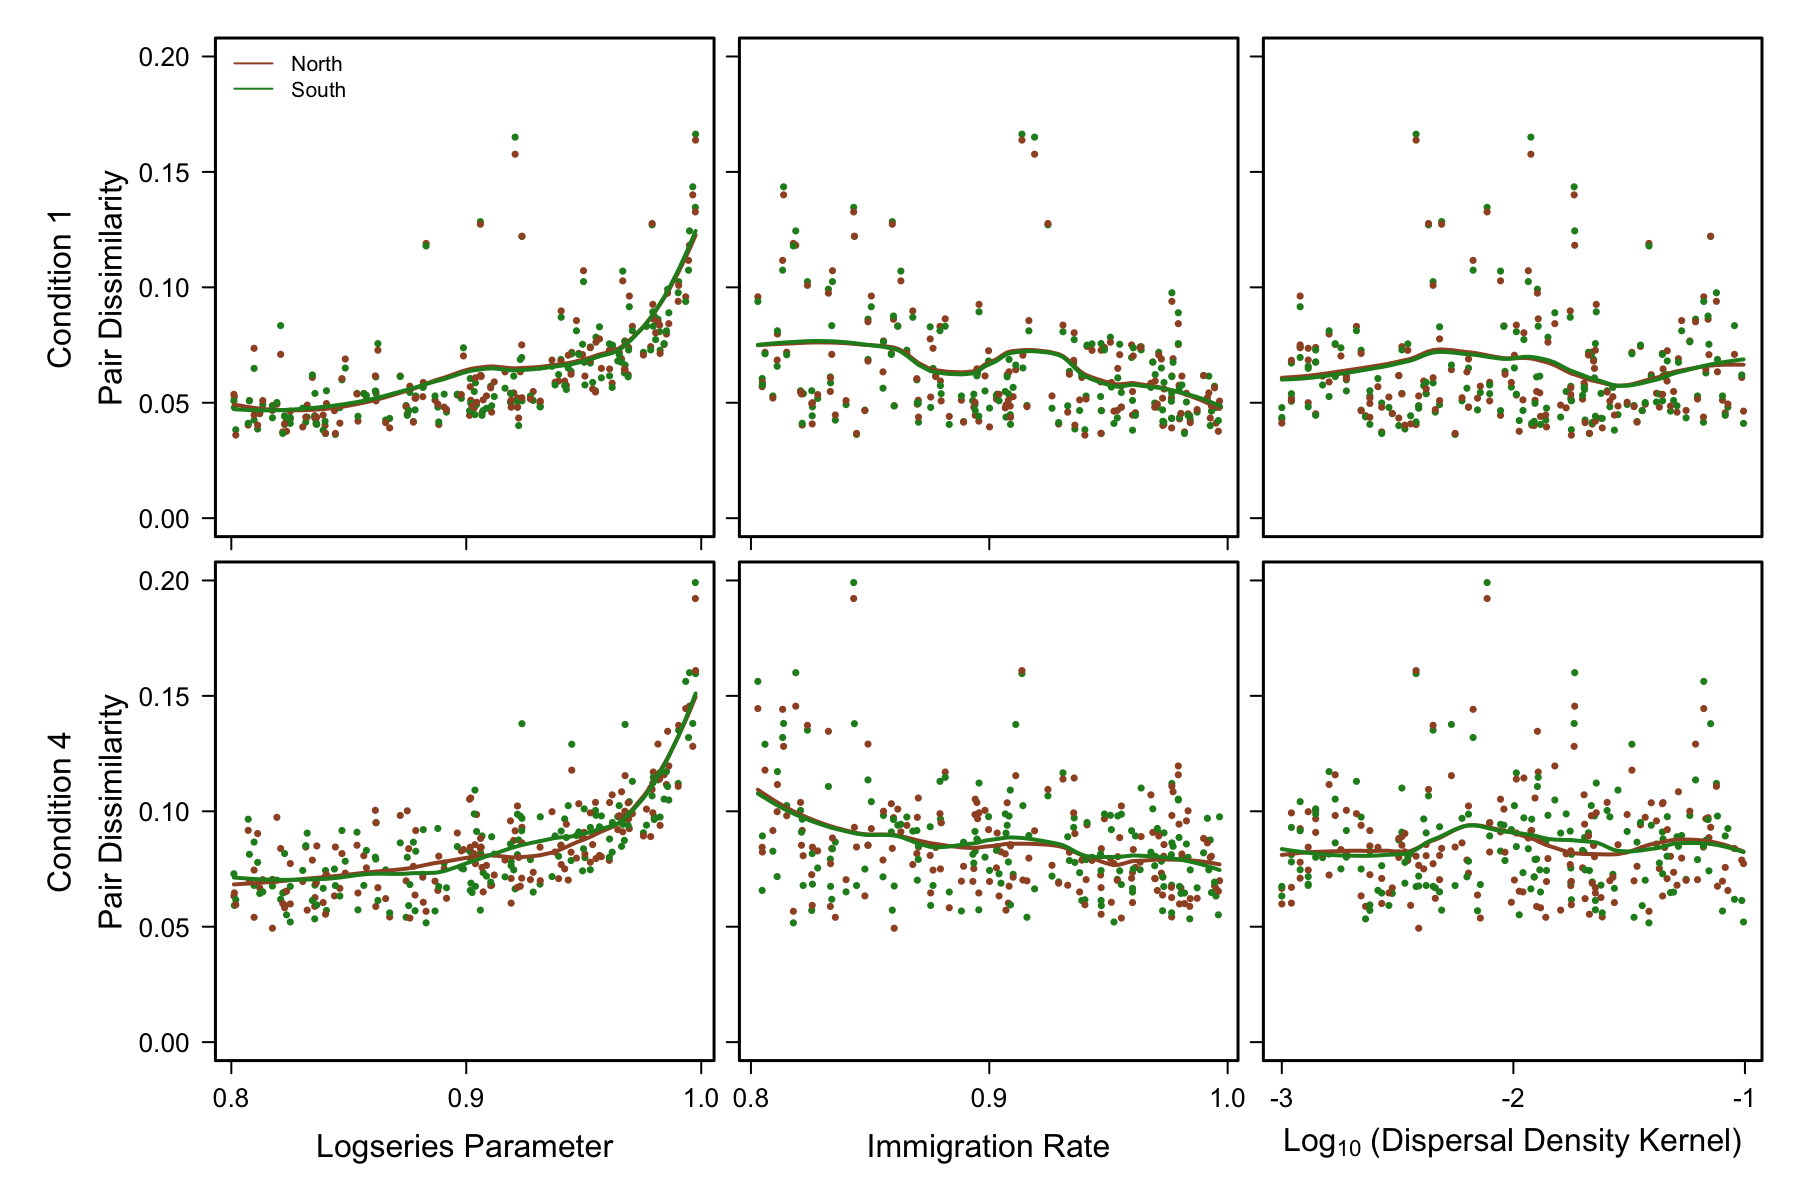 North
South
Condition 1
Pair Dissimilarity
0.20
0.15
0.10
0.05
0.00
Condition 4
Pair Dissimilarity
0.20
0.15
0.10
0.05
0.00
0.8 0.9 1.0 0.8 0.9 1.0 -3 -2 -1
Logseries Parameter Immigration Rate Log₁₀ (Dispersal Density Kernel)